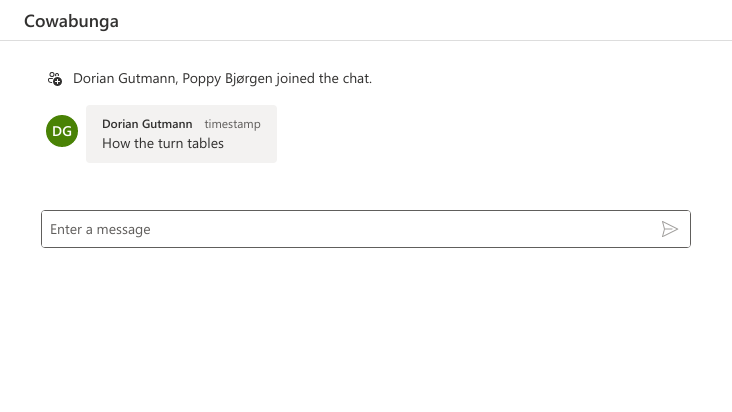 Cowabunga
Dorian Gutmann, Poppy Bjørgen joined the chat.
DG
Dorian Gutmann timestamp
How the turn tables
Enter a message